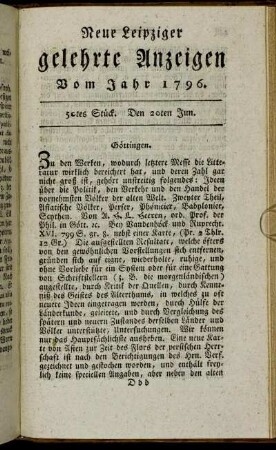 Neue Leipziger
gelehrte Anzeigen
Vom Jahr 1796.
50tes Stück. Den 20ten Jun.
Göttingen.
Zu den Werken, wodurch letztere Messe die Litte-
ratur wirklich bereichert hat, und deren Zahl gar
nicht groß ist, gehört unstreitig folgendes: Ideen
über die Politik, den Verkehr und den Handel der
vornehmsten Völker der alten Welt. Zweyter Theil,
Asiatische Völker, Perser, Phönicier, Babylonier,
Scythen. Von A. H. L. Heeren, ord. Prof. der
Phil. in Gött. ec. Bey Vandenhöck und Ruprecht.
XVI. 799 S. gr. 8. nebst einer Karte, (Pr. 2 Thlr.
12 Gr.) Die aufgestellten Resultate, welche öfters
von den gewöhnlichen Vorstellungen sich entfernen,
gründen sich auf eigne, wiederholte, ruhige, und
ohne Vorliebe für ein System oder für eine Gattung
von Schriftstellern (z. B. die morgenländischen)
angestellte, durch Kritik der Quellen, durch Kennt-
niß des Geistes des Alterthums, in welches so oft
neuere Ideen eingetragen werden, durch Hülfe der
Länderkunde, geleitete, und durch Vergleichung des
spätern und neuern Zustandes derselben Länder und
Völker unterstützte, Untersuchungen. Wir können
nur das Hauptsächlichste ausheben. Eine neue Kar-
te von Asien zur Zeit des Flors der persischen Herr-
schaft ist nach den Berichtigungen des Hrn. Verf.
gezeichnet und gestochen worden, und enthält frey-
lich keine speciellen Angaben, aber neben den alten
Ddd